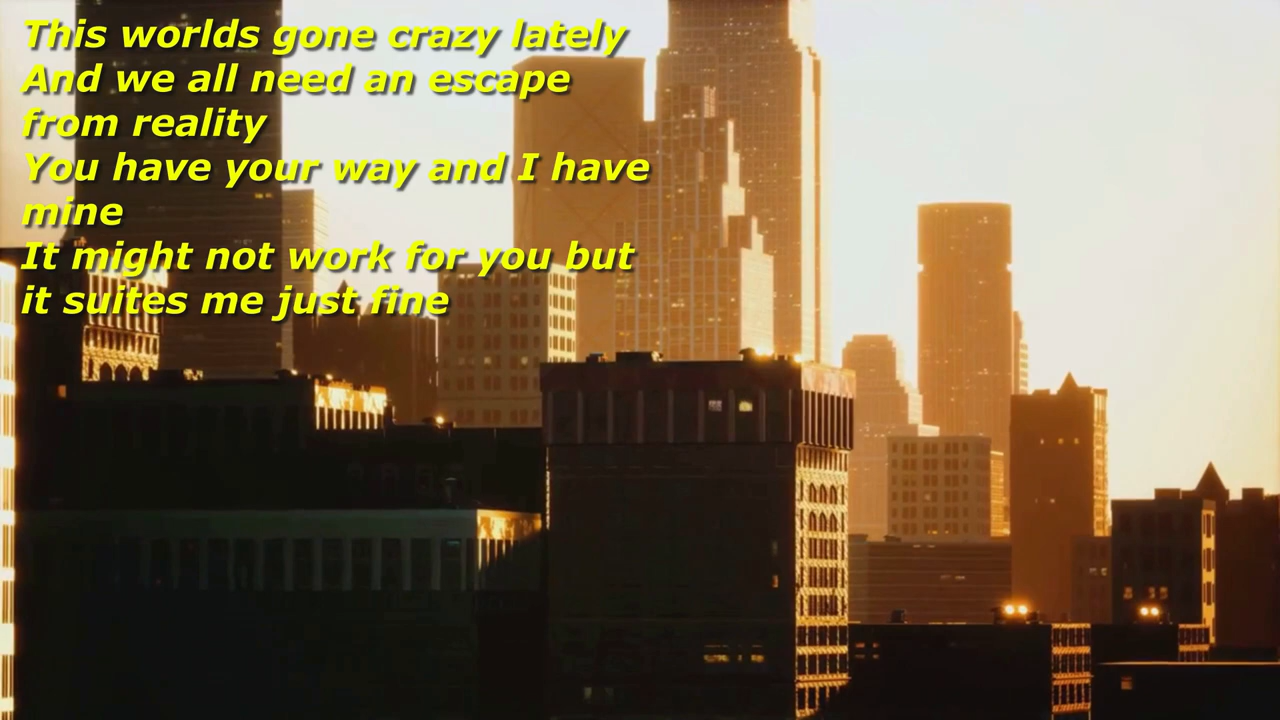 This worlds gone crazy lately
And we all need an escape
from reality
You have your way and I have
mine
It might not work for you but
it suites me just fine